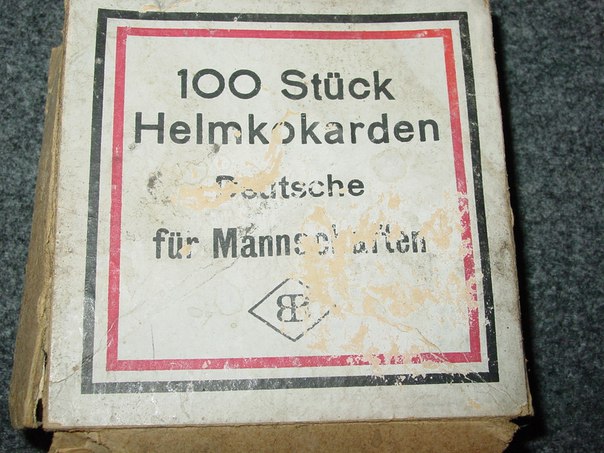 100 Stück
Helmkokarden
Deutsche
für Mannschaften